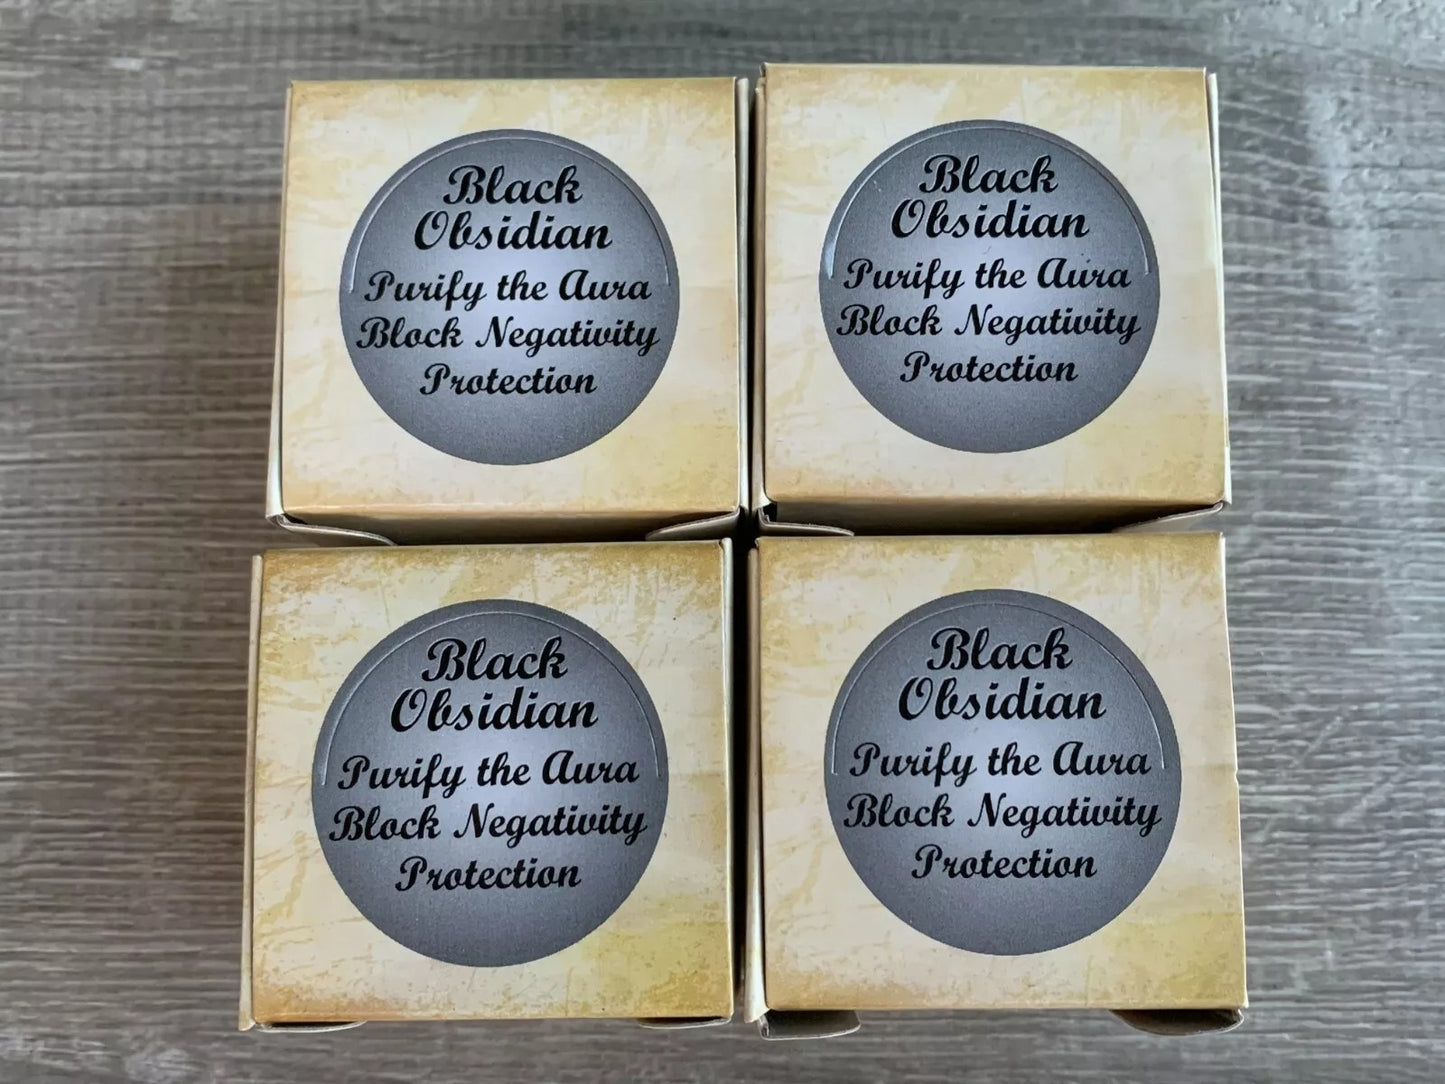 Black
Obsidian
Purify the Aura
Block Negativity
Protection
Black
Obsidian
Purify the Aura
Block Negativity
Protection
Black
Obsidian
Purify the Aura
Block Negativity
Protection
Black
Obsidian
Purify the Aura
Block Negativity
Protection